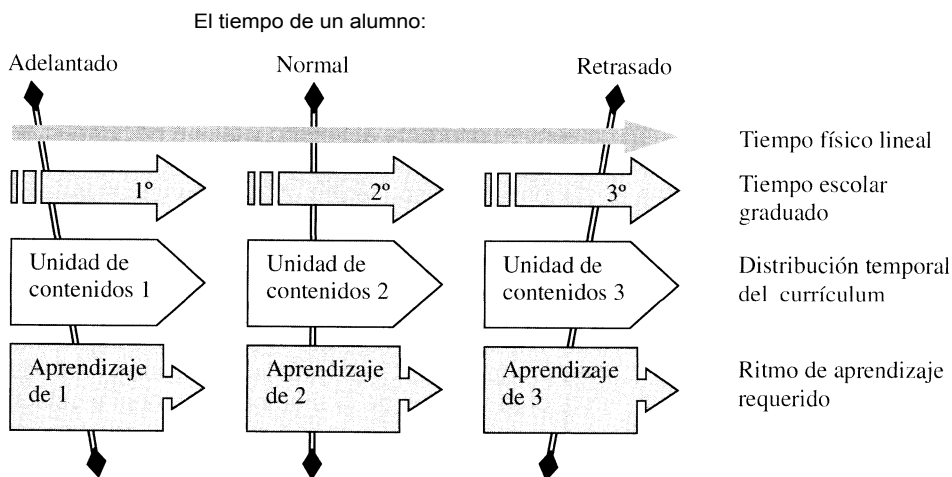 El tiempo de un alumno:
Adelantado
Normal
Retrasado
Tiempo físico lineal
1º
2º
3º
Tiempo escolar
graduado
Unidad de
contenidos 1
Unidad de
contenidos 2
Unidad de
contenidos 3
Distribución temporal
del currículum
Aprendizaje
de 1
Aprendizaje
de 2
Aprendizaje
de 3
Ritmo de aprendizaje
requerido